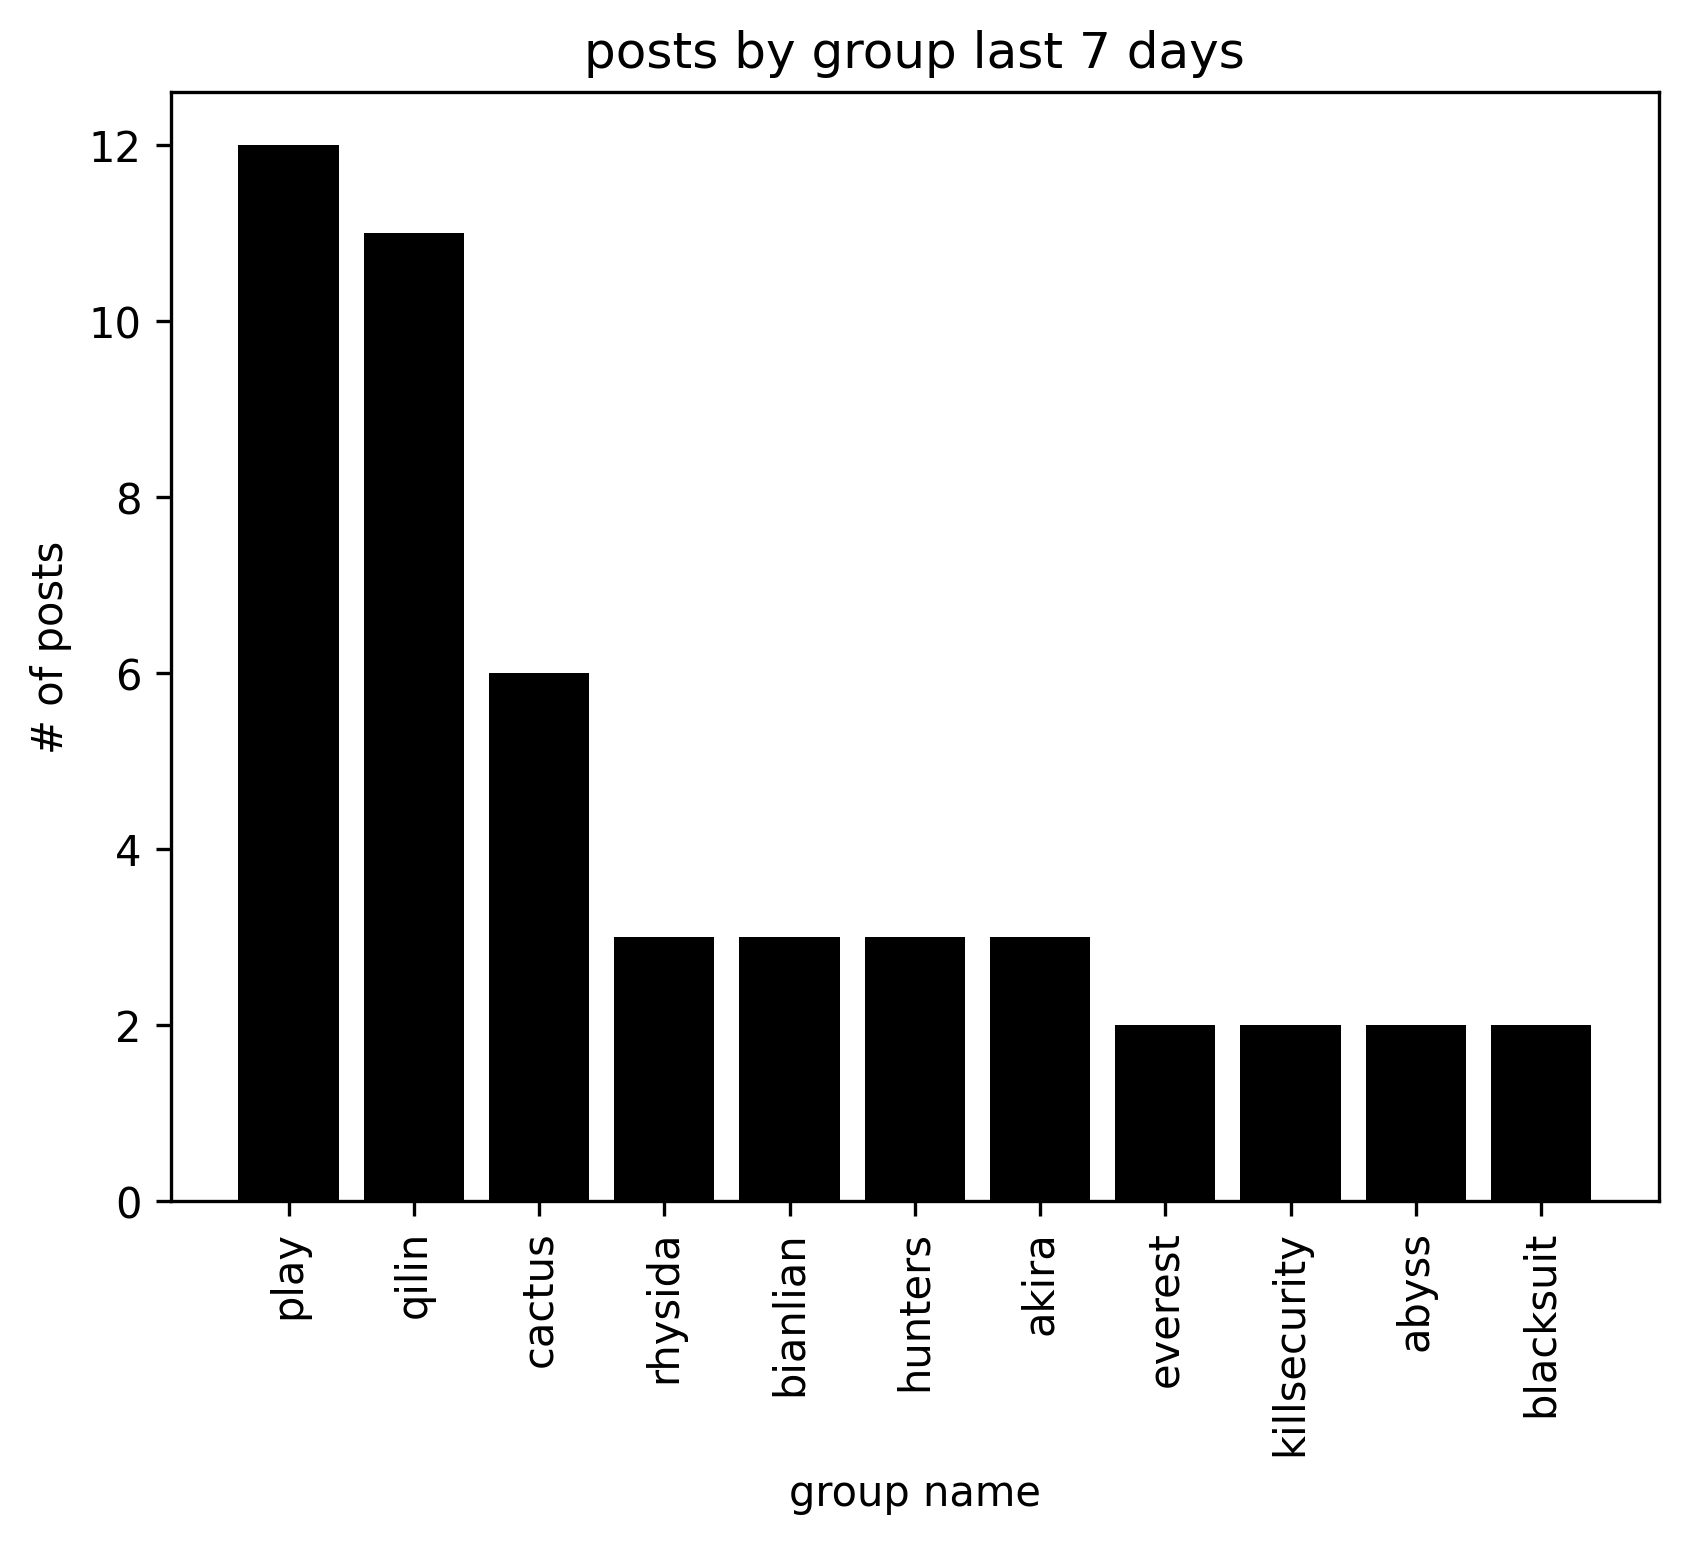 posts by group last 7 days
12
10
8
6
4
2
0
# of posts
play
qilin
cactus
rhysida
bianlian
hunters
akira
everest
killsecurity
abyss
blacksuit
group name